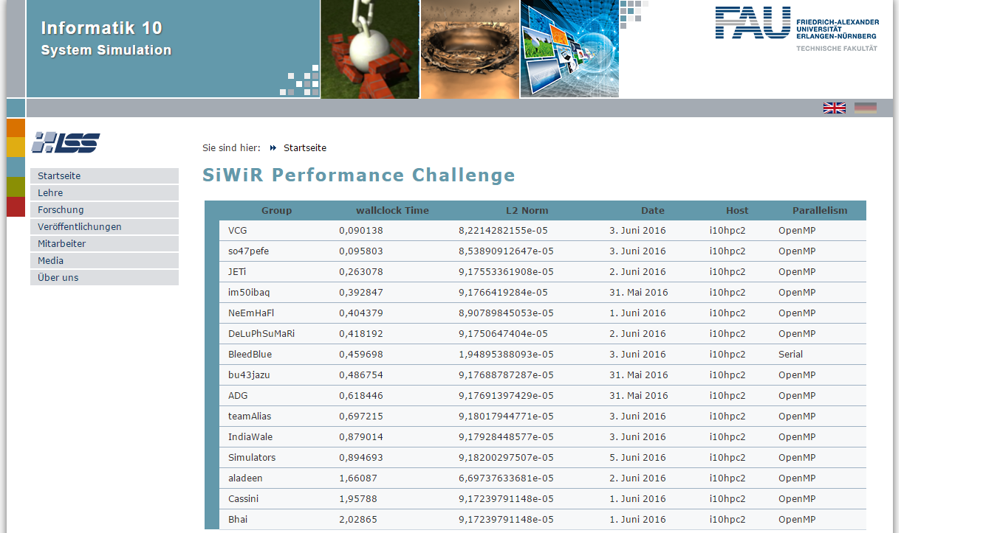 Informatik 10
System Simulation
FAU
FRIEDRICH-ALEXANDER
UNIVERSITÄT
ERLANGEN-NÜRNBERG
TECHNISCHE FAKULTÄT
LSS
Startseite
Lehre
Forschung
Veröffentlichungen
Mitarbeiter
Media
Über uns
Sie sind hier: Startseite
SiWiR Performance Challenge
Group wallclock Time L2 Norm Date Host Parallelism
VCG 0,090138 8,2214282155e-05 3. Juni 2016 i10hpc2 OpenMP
so47pefe 0,095803 8,53890912647e-05 3. Juni 2016 i10hpc2 OpenMP
JETi 0,263078 9,17553361908e-05 2. Juni 2016 i10hpc2 OpenMP
im50ibaq 0,392847 9,1766419284e-05 31. Mai 2016 i10hpc2 OpenMP
NeEmHaFl 0,404379 8,90789845053e-05 1. Juni 2016 i10hpc2 OpenMP
DeLuPhSuMaRi 0,418192 9,1750647404e-05 2. Juni 2016 i10hpc2 OpenMP
BleedBlue 0,459698 1,94895388093e-05 3. Juni 2016 i10hpc2 Serial
bu43jazu 0,486754 9,17688787287e-05 31. Mai 2016 i10hpc2 OpenMP
ADG 0,618446 9,17691397429e-05 31. Mai 2016 i10hpc2 OpenMP
teamAlias 0,697215 9,18017944771e-05 3. Juni 2016 i10hpc2 OpenMP
IndiaWale 0,879014 9,17928448577e-05 3. Juni 2016 i10hpc2 OpenMP
Simulators 0,894693 9,18200297507e-05 5. Juni 2016 i10hpc2 OpenMP
aladeen 1,66087 6,69737633681e-05 2. Juni 2016 i10hpc2 OpenMP
Cassini 1,95788 9,17239791148e-05 1. Juni 2016 i10hpc2 OpenMP
Bhai 2,02865 9,17239791148e-05 1. Juni 2016 i10hpc2 OpenMP